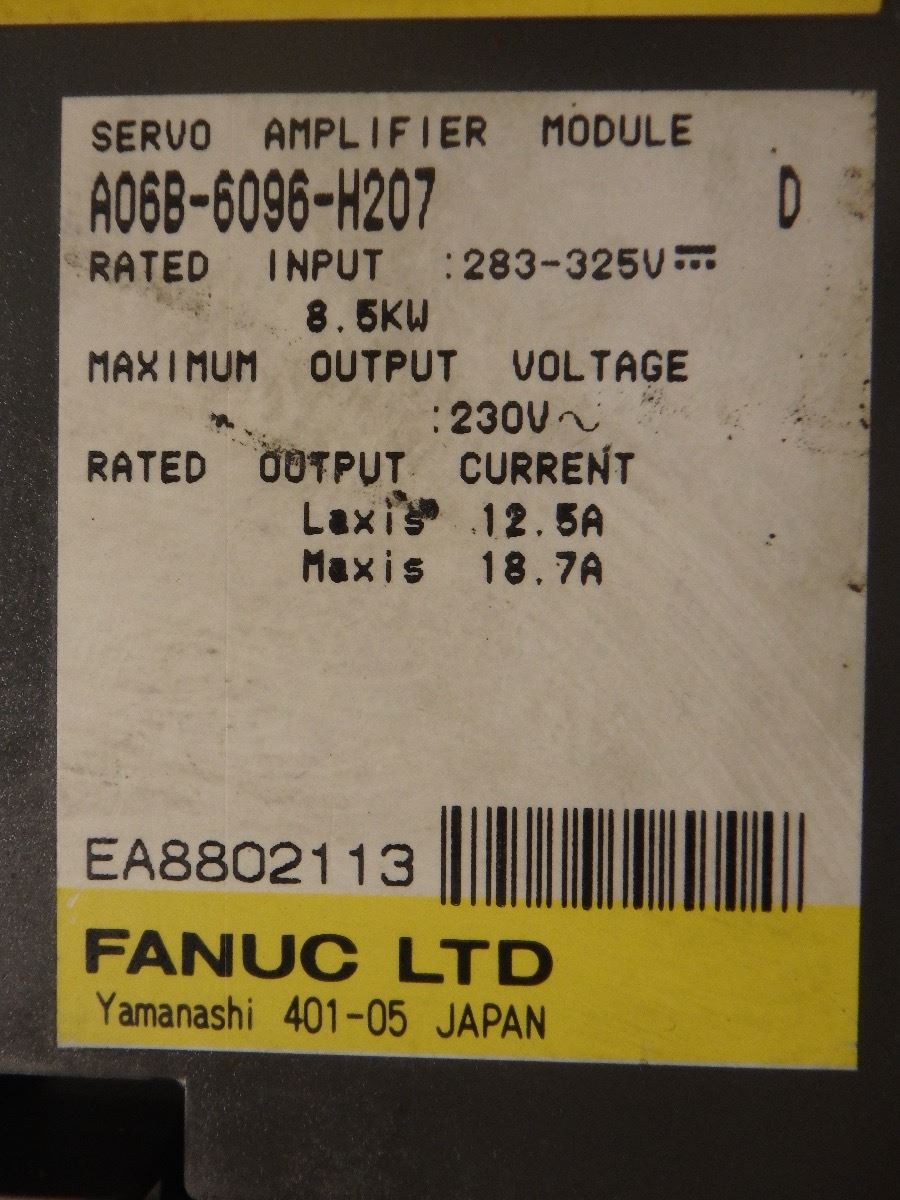 SERVO AMPLIFIER MODULE
A06B-6096-H207 D
RATED INPUT :283-325V⎓
8.5KW
MAXIMUM OUTPUT VOLTAGE
:230V~
RATED OUTPUT CURRENT
Laxis 12.5A
Maxis 18.7A
EA8802113
FANUC LTD
Yamanashi 401-05 JAPAN